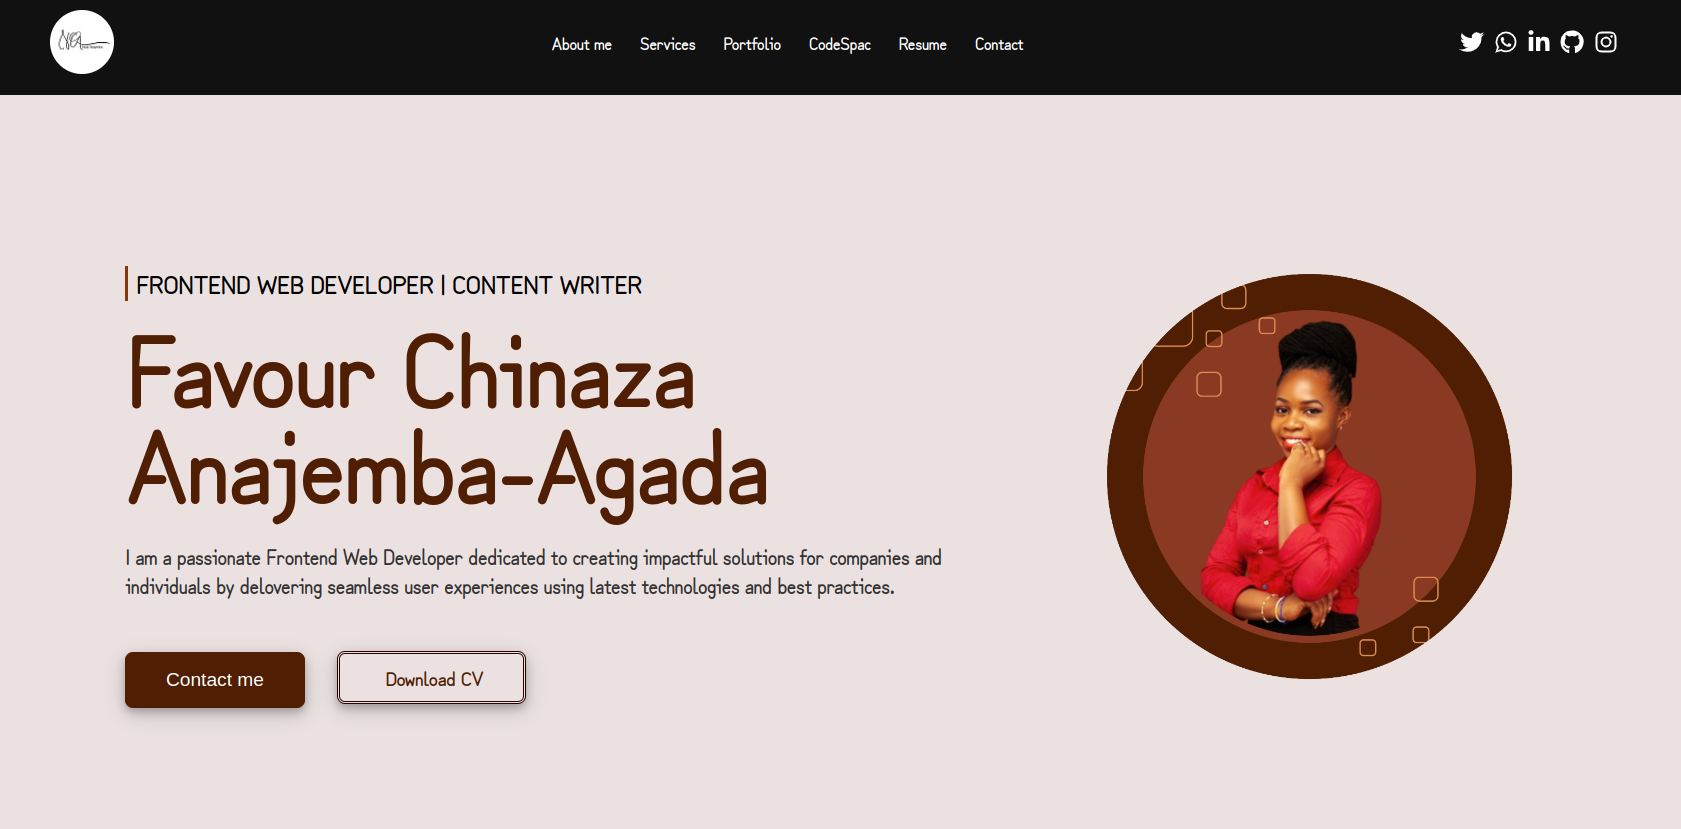 About me Services Portfolio CodeSpac Resume Contact
FRONTEND WEB DEVELOPER | CONTENT WRITER
Favour Chinaza
Anajemba-Agada
I am a passionate Frontend Web Developer dedicated to creating impactful solutions for companies and
individuals by delovering seamless user experiences using latest technologies and best practices.
Contact me Download CV